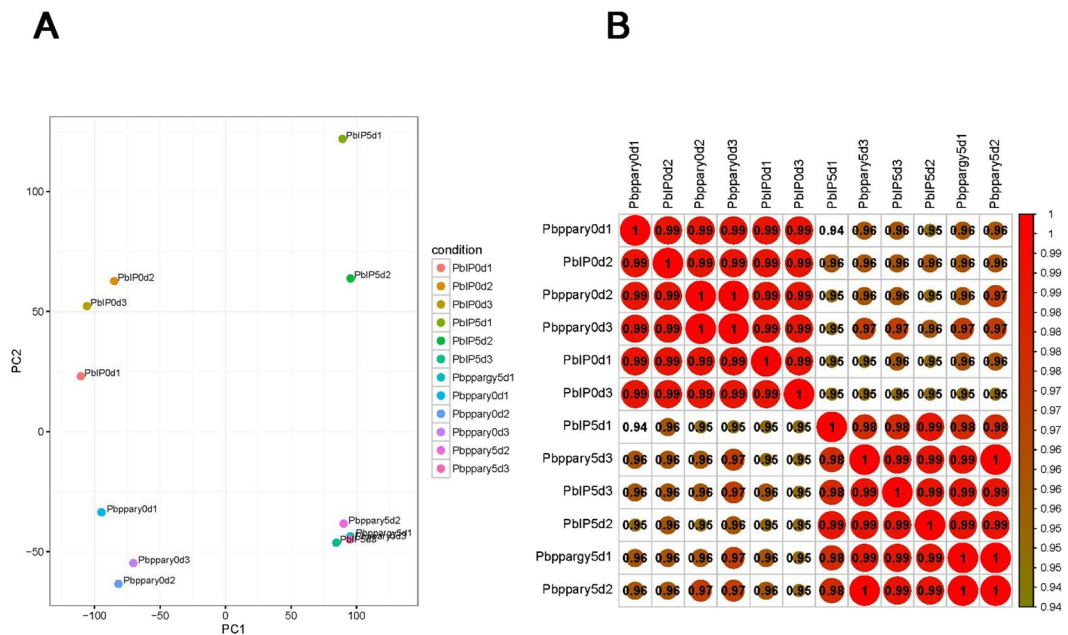 A
B
PbIP5d1
PbIP5d2
PbIP0d2
PbIP0d3
PbIP0d1
Pbppary0d1
Pbppary0d3
Pbppary0d2
Pbppary5d2
Pbppargy5d1
PbIP5d3
100
50
0
−50
−100
−50
0
50
100
PC1
PC2
condition
PbIP0d1
PbIP0d2
PbIP0d3
PbIP5d1
PbIP5d2
PbIP5d3
Pbppargy5d1
Pbppary0d1
Pbppary0d2
Pbppary0d3
Pbppary5d2
Pbppary5d3
Pbppary0d1 PbIP0d2 Pbppary0d2 Pbppary0d3 PbIP0d1 PbIP0d3 PbIP5d1 Pbppary5d3 PbIP5d3 PbIP5d2 Pbppargy5d1 Pbppary5d2
Pbppary0d1 1 0.99 0.99 0.99 0.99 0.99 0.94 0.96 0.96 0.95 0.96 0.96
PbIP0d2 0.99 1 0.99 0.99 0.99 0.99 0.96 0.96 0.96 0.96 0.96 0.96
Pbppary0d2 0.99 0.99 1 1 0.99 0.99 0.95 0.96 0.96 0.95 0.96 0.97
Pbppary0d3 0.99 0.99 1 1 0.99 0.99 0.95 0.97 0.97 0.96 0.97 0.97
PbIP0d1 0.99 0.99 0.99 0.99 1 0.99 0.95 0.95 0.96 0.95 0.96 0.96
PbIP0d3 0.99 0.99 0.99 0.99 0.99 1 0.95 0.95 0.95 0.95 0.95 0.95
PbIP5d1 0.94 0.96 0.95 0.95 0.95 0.95 1 0.98 0.98 0.99 0.98 0.98
Pbppary5d3 0.96 0.96 0.96 0.97 0.95 0.95 0.98 1 0.99 0.99 0.99 1
PbIP5d3 0.96 0.96 0.96 0.97 0.96 0.95 0.98 0.99 1 0.99 0.99 0.99
PbIP5d2 0.95 0.96 0.95 0.96 0.95 0.95 0.99 0.99 0.99 1 0.99 0.99
Pbppargy5d1 0.96 0.96 0.96 0.97 0.96 0.95 0.98 0.99 0.99 0.99 1 1
Pbppary5d2 0.96 0.96 0.97 0.97 0.96 0.95 0.98 1 0.99 0.99 1 1
1
1
0.99
0.99
0.99
0.98
0.98
0.98
0.97
0.97
0.97
0.96
0.96
0.96
0.95
0.95
0.95
0.94
0.94